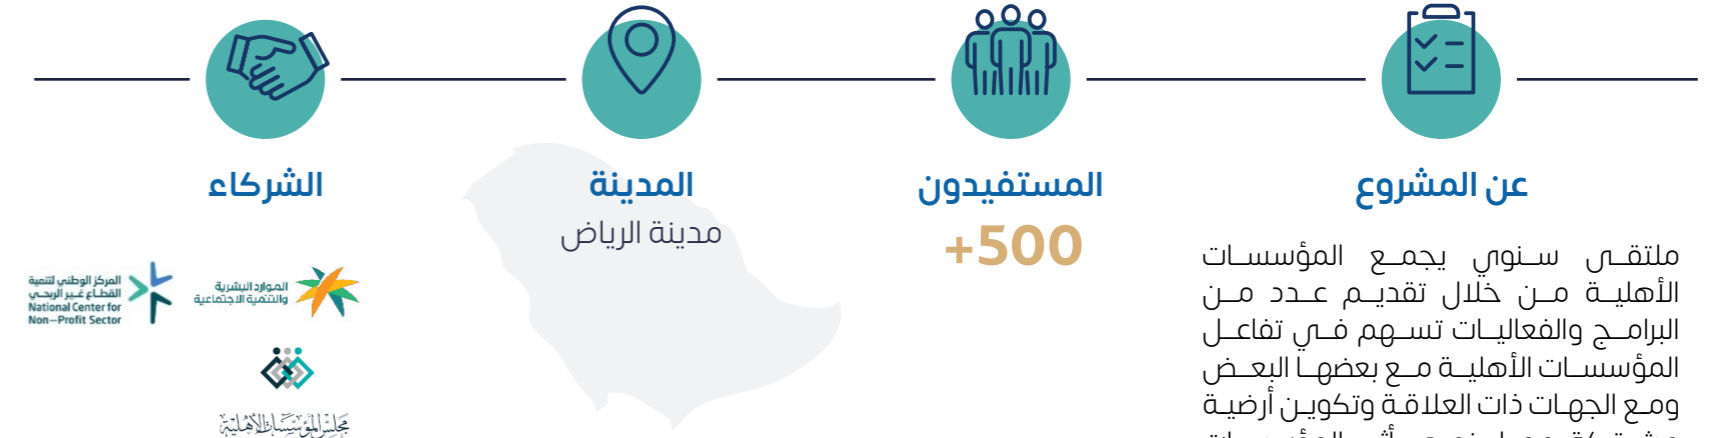 عن المشروع
ملتقى سنوي يجمع المؤسسات
الأهلية من خلال تقديم عدد من
البرامج والفعاليات تسهم في تفاعل
المؤسسات الأهلية مع بعضها البعض
ومع الجهات ذات العلاقة وتكوين أرضية
المستفيدون
+500
المدينة
مدينة الرياض
الشركاء
الموارد البشرية
والتنمية الاجتماعية
المركز الوطني لتنمية
القطاع غير الربحي
National Center for
Non-Profit Sector
مجلس المؤسسات الأهلية